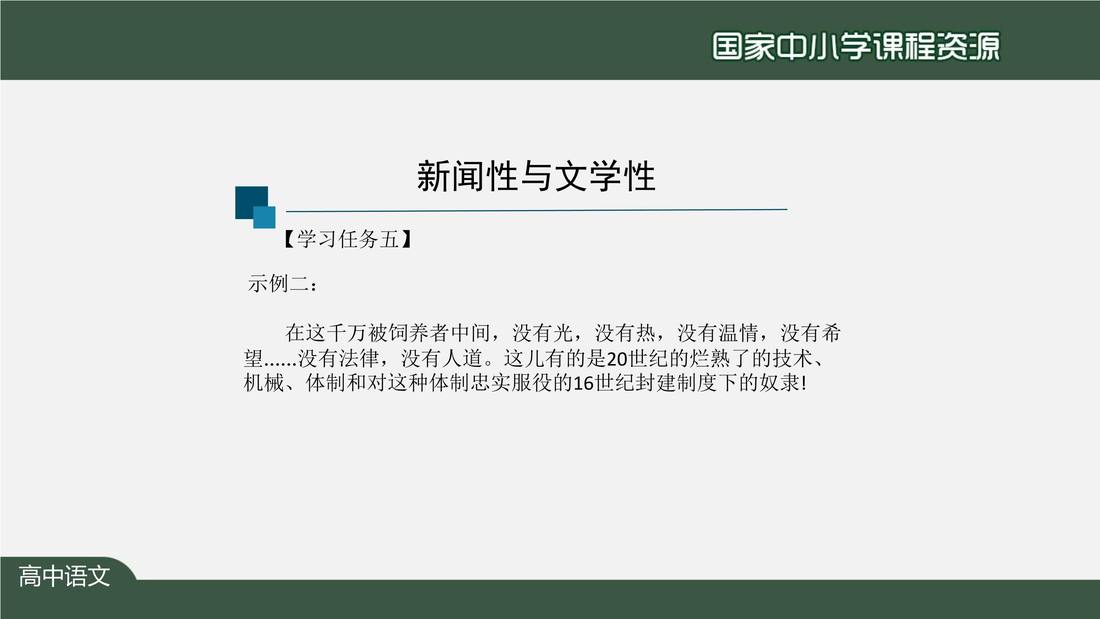 国家中小学课程资源
新闻性与文学性
【学习任务五】
示例二：
在这千万被饲养者中间，没有光，没有热，没有温情，没有希
望......没有法律，没有人道。这儿有的是20世纪的烂熟了的技术、
机械、体制和对这种体制忠实服役的16世纪封建制度下的奴隶!
高中语文